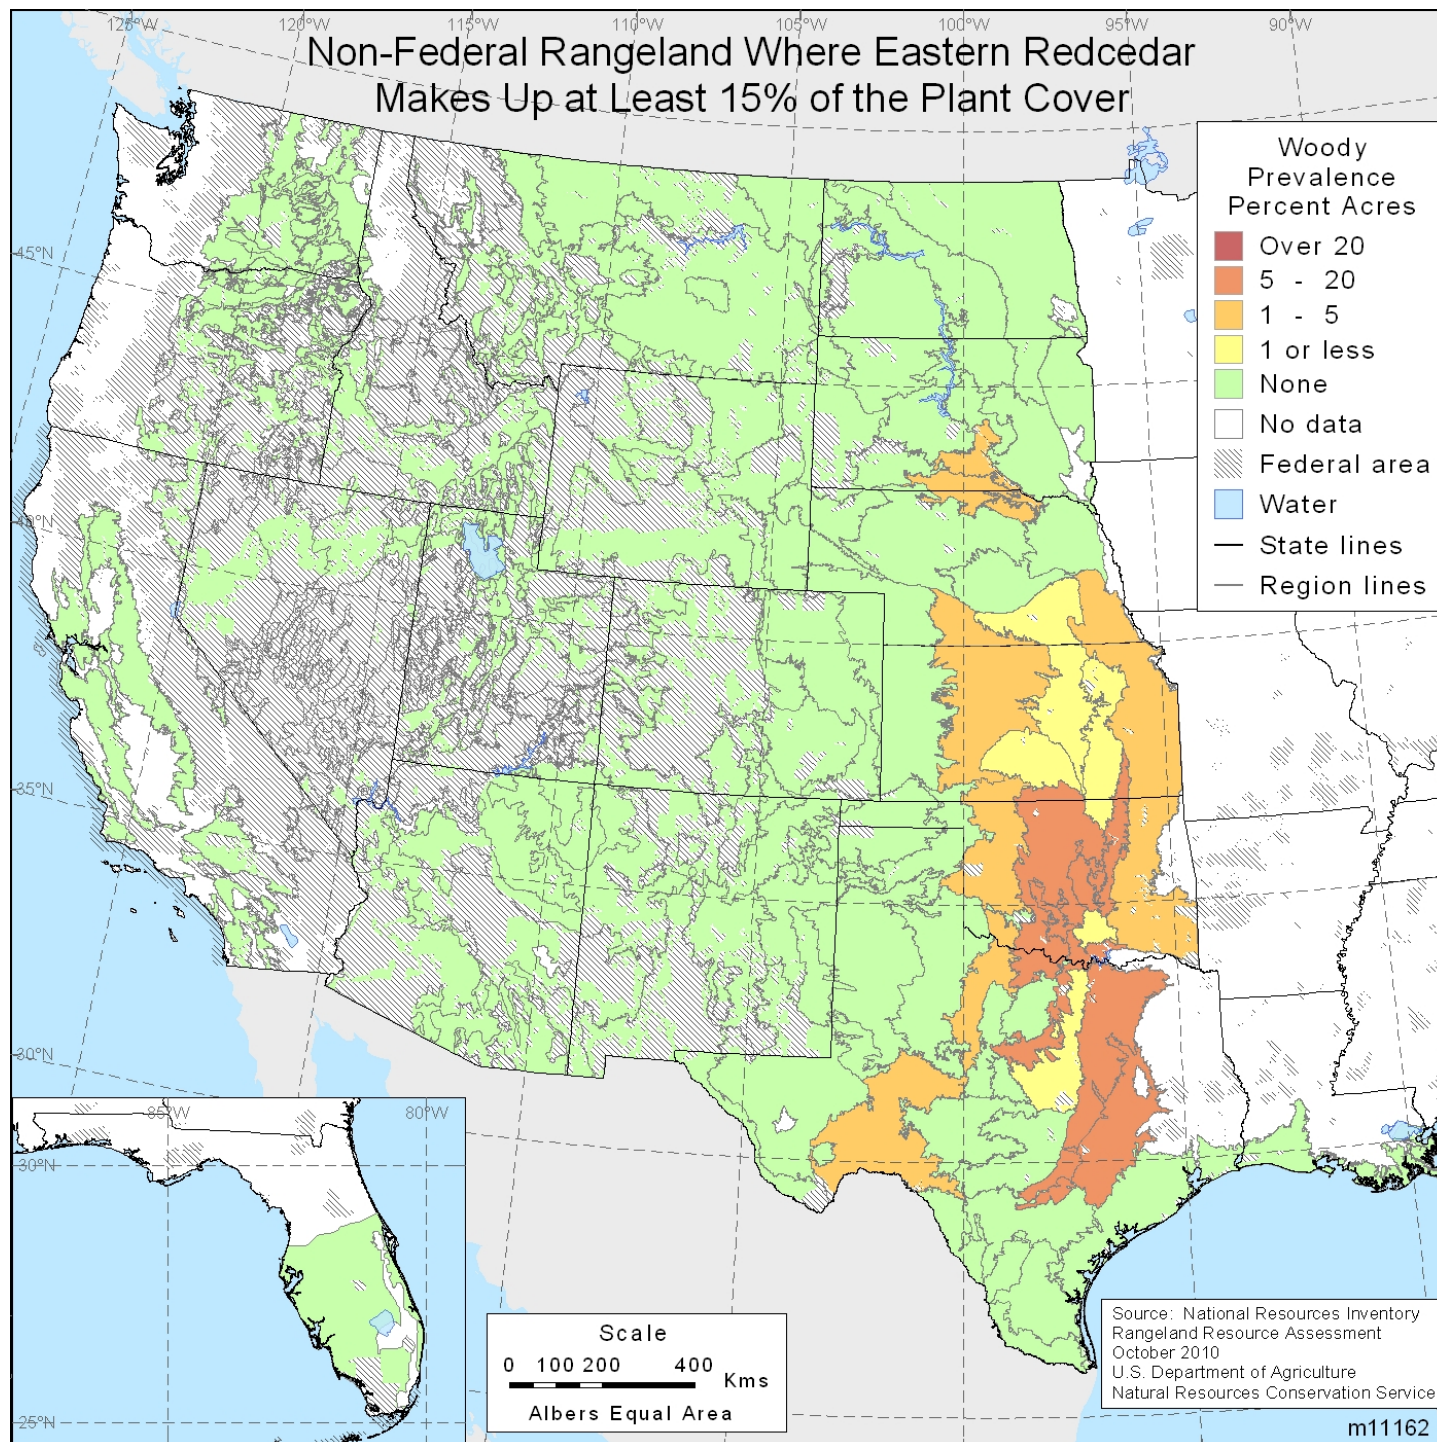 125°W 120°W 115°W 110°W 105°W 100°W 95°W 90°W
Non-Federal Rangeland Where Eastern Redcedar
Makes Up at Least 15% of the Plant Cover
Woody
Prevalence
Percent Acres
Over 20
5 - 20
1 - 5
1 or less
None
No data
Federal area
Water
State lines
Region lines
45°N
40°N
35°N
30°N
85°W 80°W
30°N
25°N
Scale
0 100 200 400
Kms
Albers Equal Area
Source: National Resources Inventory
Rangeland Resource Assessment
October 2010
U.S. Department of Agriculture
Natural Resources Conservation Service
m11162